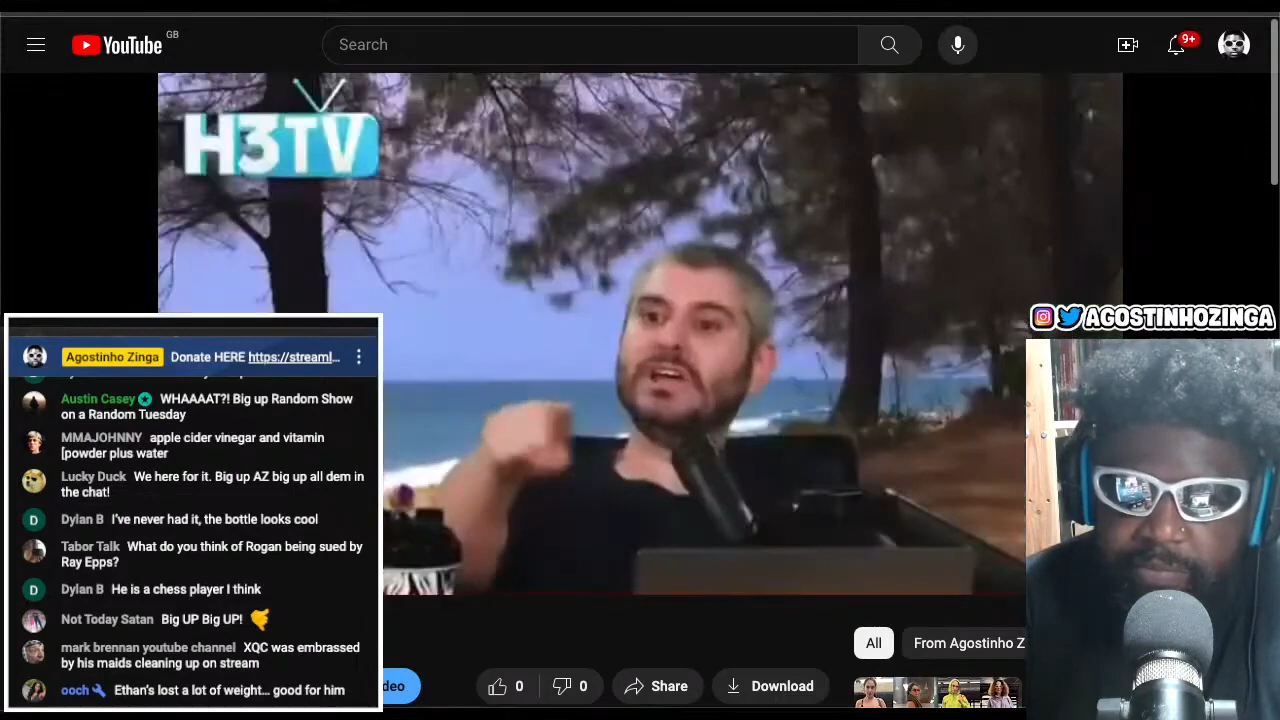 YouTube GB
Search
9+
H3TV
Agostinho Zinga Donate HERE https://streaml...
Austin Casey WHAAAAT?! Big up Random Show
on a Random Tuesday
MMAJOHNNY apple cider vinegar and vitamin
[powder plus water
Lucky Duck We here for it. Big up AZ big up all dem in
the chat!
D Dylan B I've never had it, the bottle looks cool
Tabor Talk What do you think of Rogan being sued by
Ray Epps?
D Dylan B He is a chess player I think
Not Today Satan Big UP Big UP!
mark brennan youtube channel XQC was embrassed
by his maids cleaning up on stream
ooch Ethan's lost a lot of weight... good for him
AGOSTINHOZINGA
All From Agostinho Z
deo 0 0 Share Download